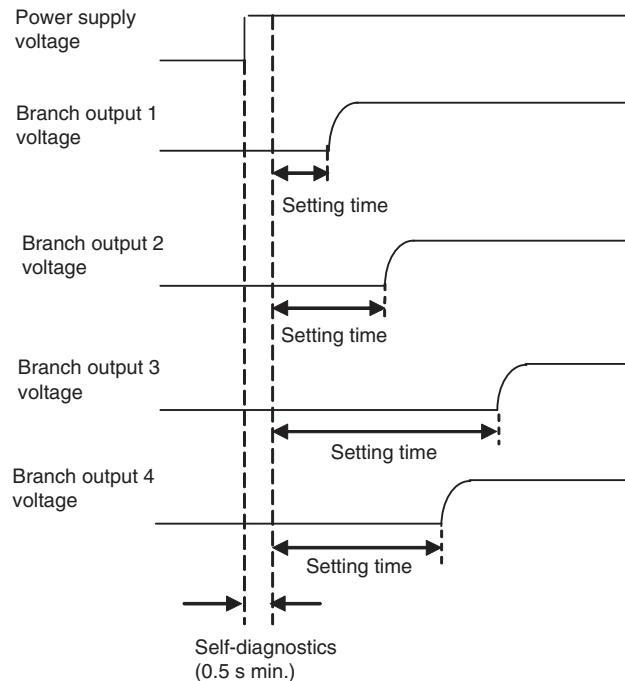 Power supply
voltage
Branch output 1
voltage
Setting time
Branch output 2
voltage
Setting time
Branch output 3
voltage
Setting time
Branch output 4
voltage
Setting time
Self-diagnostics
(0.5 s min.)